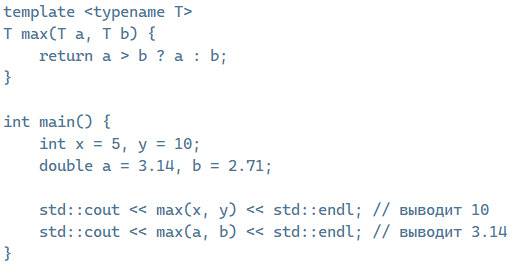 template <typename T>
T max(T a, T b) {
    return a > b ? a : b;
}

int main() {
    int x = 5, y = 10;
    double a = 3.14, b = 2.71;

    std::cout << max(x, y) << std::endl; // выводит 10
    std::cout << max(a, b) << std::endl; // выводит 3.14
}